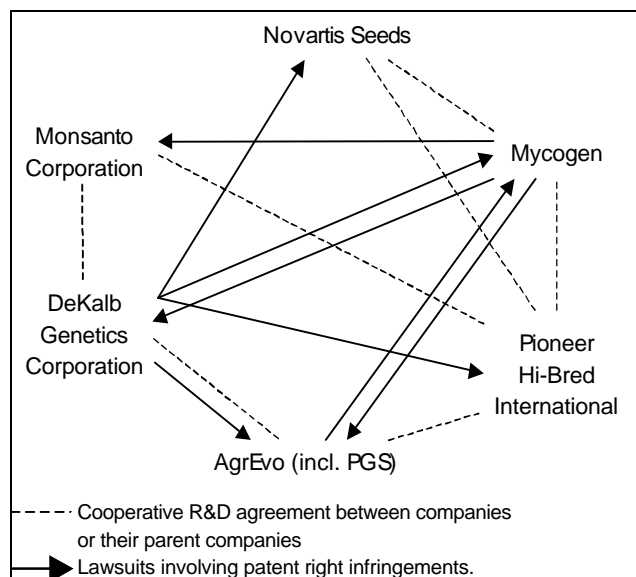 Novartis Seeds
Monsanto
Corporation
Mycogen
DeKalb
Genetics
Corporation
Pioneer
Hi-Bred
International
AgrEvo (incl. PGS)
Cooperative R&D agreement between companies
or their parent companies
Lawsuits involving patent right infringements.